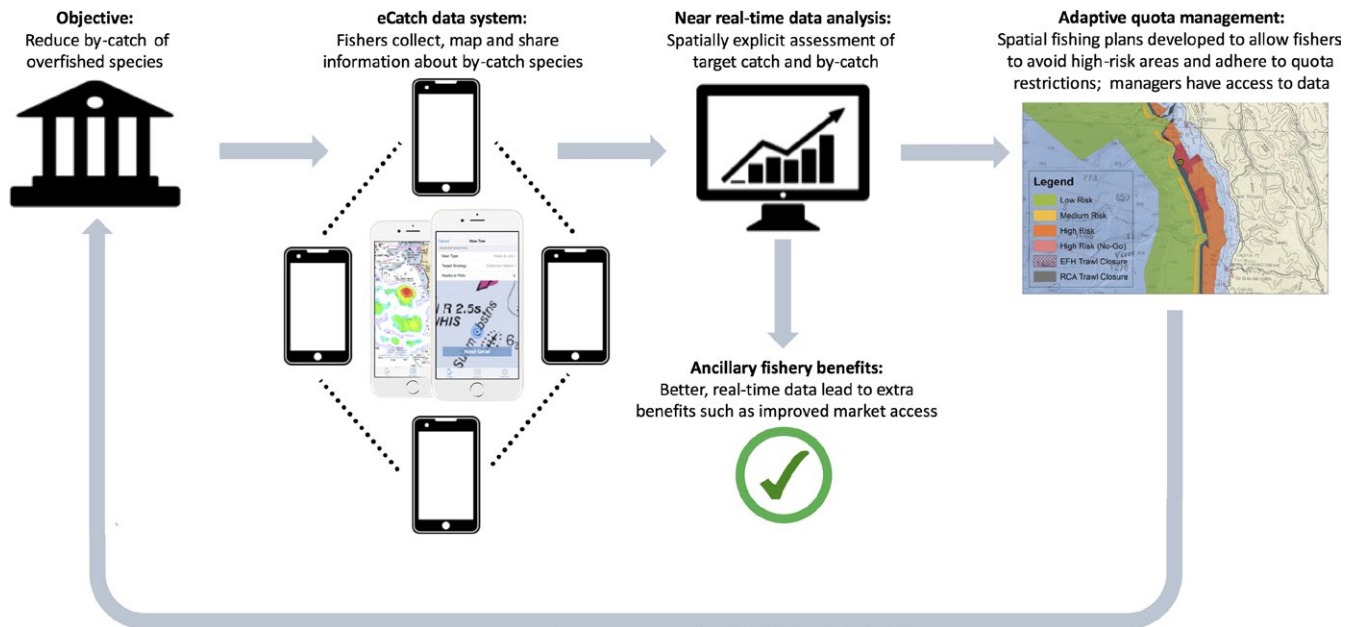 Objective:
Reduce by-catch of
overfished species
eCatch data system:
Fishers collect, map and share
information about by-catch species
Near real-time data analysis:
Spatially explicit assessment of
target catch and by-catch
Adaptive quota management:
Spatial fishing plans developed to allow fishers
to avoid high-risk areas and adhere to quota
restrictions; managers have access to data
New Tow
Gear Type
Target Strategy
R 2.5s
WHIS
Obstns
Legend
Low Risk
Medium Risk
High Risk
High Risk (No-Go)
EFH Trawl Closure
RCA Trawl Closure
Ancillary fishery benefits:
Better, real-time data lead to extra
benefits such as improved market access